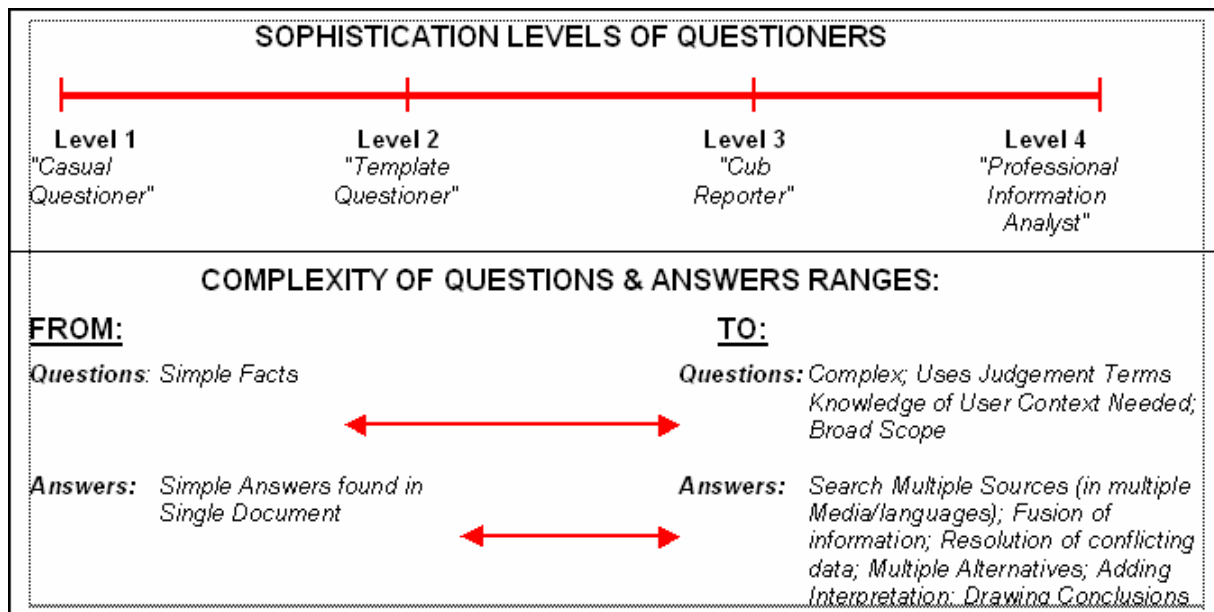 SOPHISTICATION LEVELS OF QUESTIONERS
Level 1
"Casual
Questioner"
Level 2
"Template
Questioner"
Level 3
"Cub
Reporter"
Level 4
"Professional
Information
Analyst"
COMPLEXITY OF QUESTIONS & ANSWERS RANGES:
FROM:
TO:
Questions: Simple Facts
Questions: Complex; Uses Judgement Terms
Knowledge of User Context Needed;
Broad Scope
Answers: Simple Answers found in
Single Document
Answers: Search Multiple Sources (in multiple
Media/languages); Fusion of
information; Resolution of conflicting
data; Multiple Alternatives; Adding
Interpretation; Drawing Conclusions